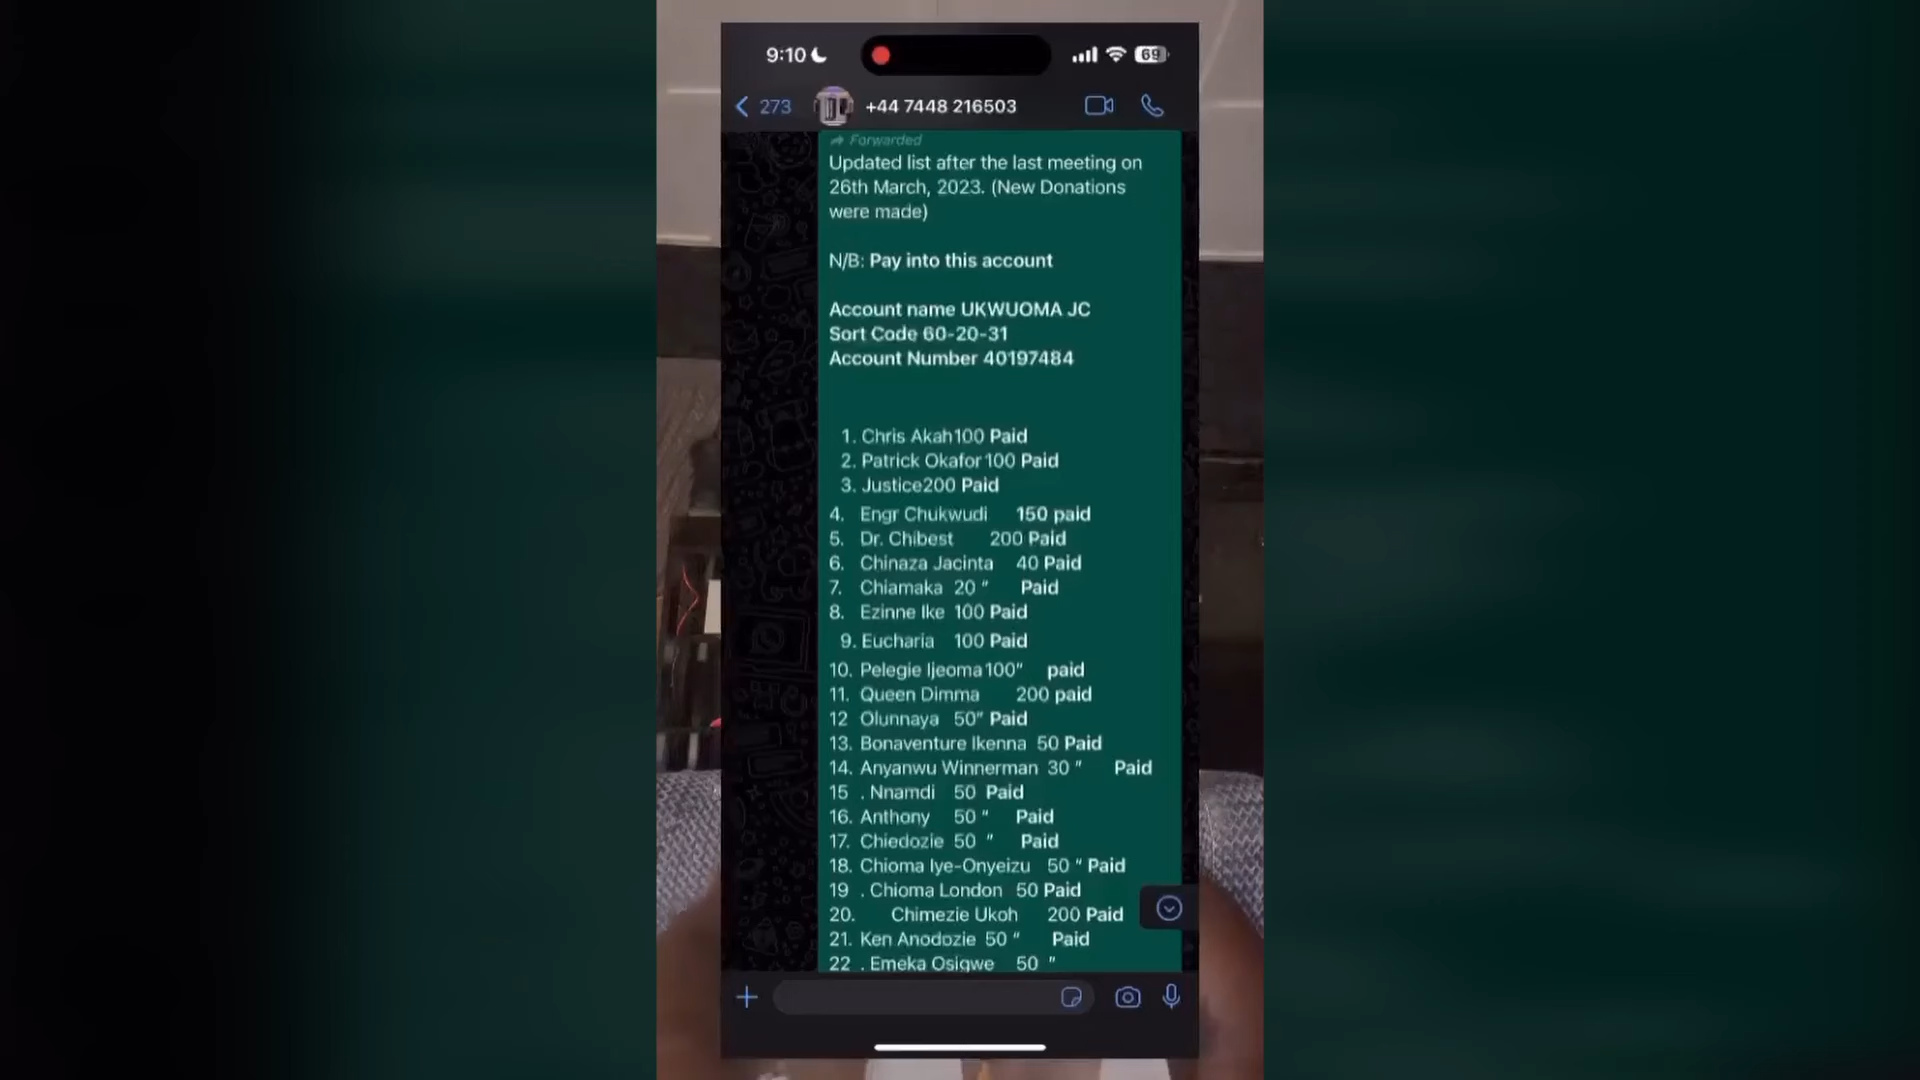 9:10
69
273
+44 7448 216503
Forwarded
Updated list after the last meeting on
26th March, 2023. (New Donations
were made)
N/B: Pay into this account
Account name UKWUOMA JC
Sort Code 60-20-31
Account Number 40197484
1. Chris Akah100 Paid
2. Patrick Okafor 100 Paid
3. Justice200 Paid
4. Engr Chukwudi 150 paid
5. Dr. Chibest 200 Paid
6. Chinaza Jacinta 40 Paid
7. Chiamaka 20 " Paid
8. Ezinne Ike 100 Paid
9. Eucharia 100 Paid
10. Pelegie Ijeoma 100" paid
11. Queen Dimma 200 paid
12 Olunnaya 50" Paid
13. Bonaventure Ikenna 50 Paid
14. Anyanwu Winnerman 30 " Paid
15 . Nnamdi 50 Paid
16. Anthony 50 " Paid
17. Chiedozie 50 " Paid
18. Chioma Iye-Onyeizu 50 " Paid
19 . Chioma London 50 Paid
20. Chimezie Ukoh 200 Paid
21. Ken Anodozie 50 " Paid
22 . Emeka Osigwe 50 "